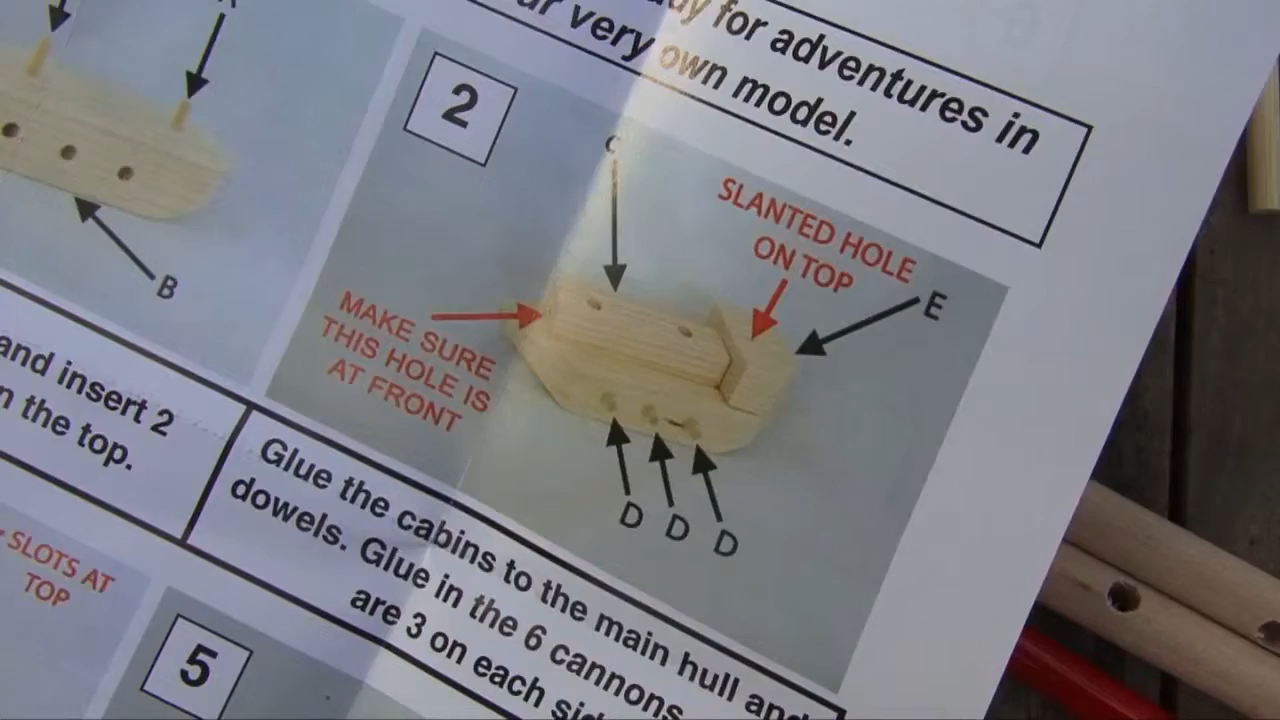 for adventures in
very own model.
2
C
SLANTED HOLE
ON TOP
E
MAKE SURE
THIS HOLE IS
AT FRONT
D D D
B
and insert 2
the top.
Glue the cabins to the main hull and
dowels. Glue in the 6 cannons
are 3 on each
SLOTS AT
TOP
5